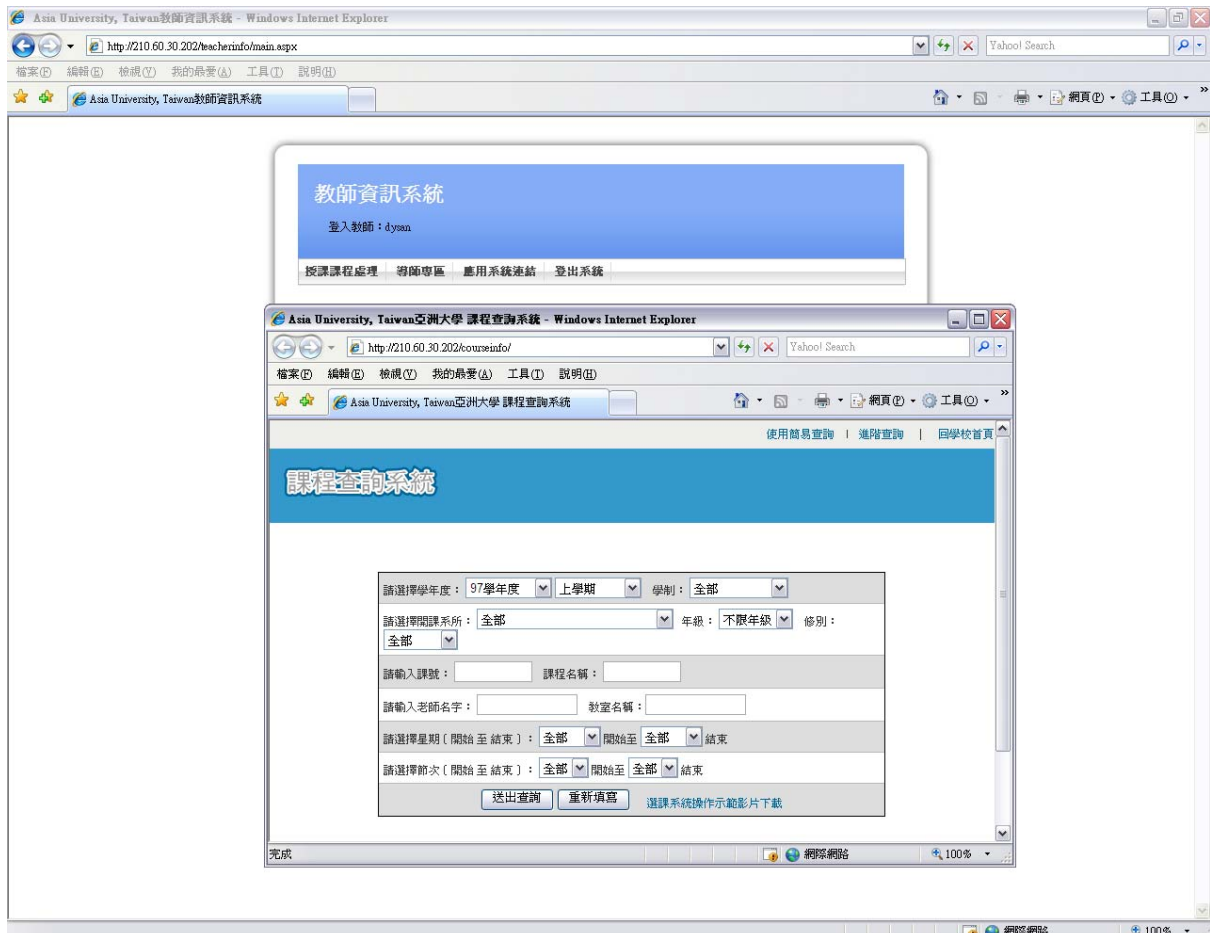 Asia University, Taiwan教師資訊系統 - Windows Internet Explorer
http://210.60.30.202/teacherinfo/main.aspx
Yahoo! Search
檔案(F) 編輯(E) 檢視(V) 我的最愛(A) 工具(T) 說明(H)
Asia University, Taiwan教師資訊系統
網頁(P) 工具(O) »
教師資訊系統
登入教師：dysan
授課課程處理 導師專區 應用系統連結 登出系統
Asia University, Taiwan亞洲大學 課程查詢系統 - Windows Internet Explorer
http://210.60.30.202/courseinfo/
Yahoo! Search
檔案(F) 編輯(E) 檢視(V) 我的最愛(A) 工具(T) 說明(H)
Asia University, Taiwan亞洲大學 課程查詢系統
網頁(P) 工具(O) »
使用簡易查詢 | 進階查詢 | 回學校首頁
課程查詢系統
請選擇學年度： 97學年度 上學期 學制： 全部
請選擇開課系所： 全部 年級： 不限年級 修別：
全部
請輸入課號： 課程名稱：
請輸入老師名字： 教室名稱：
請選擇星期﹝開始 至 結束﹞： 全部 開始至 全部 結束
請選擇節次﹝開始 至 結束﹞： 全部 開始至 全部 結束
送出查詢 重新填寫 選課系統操作示範影片下載
完成 網際網路 100%
網際網路 100%